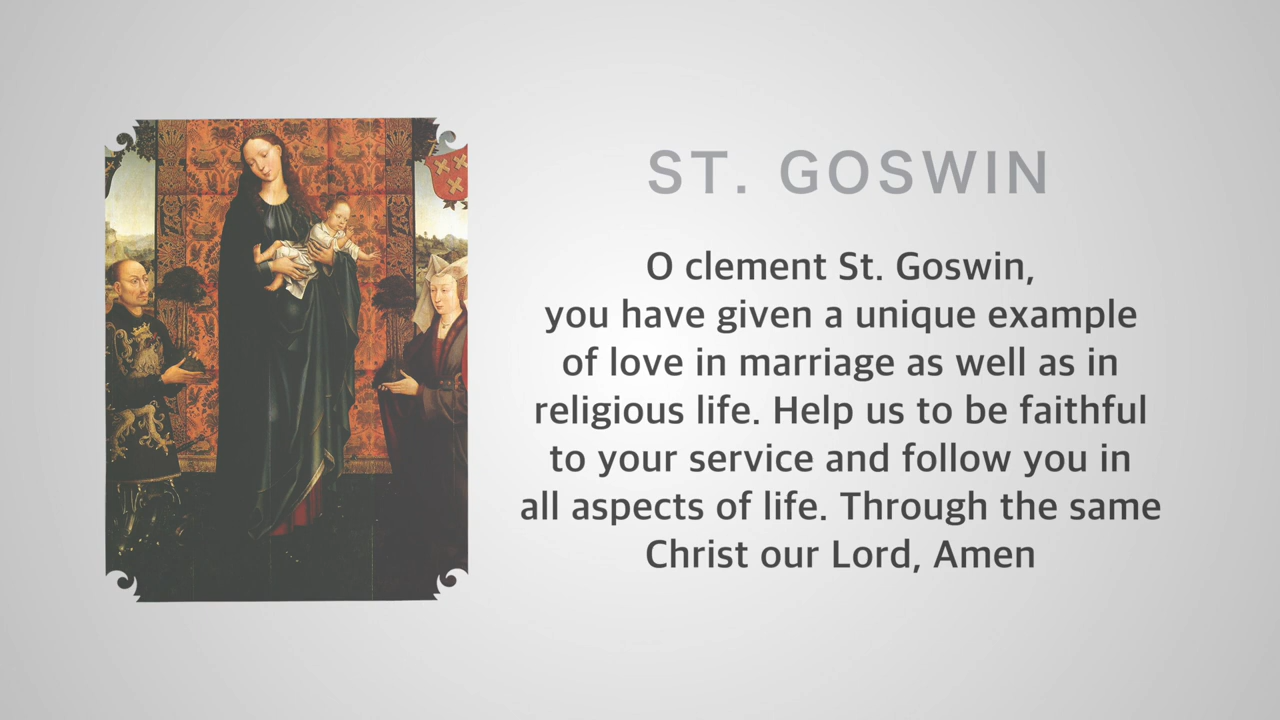 ST. GOSWIN
O clement St. Goswin,
you have given a unique example
of love in marriage as well as in
religious life. Help us to be faithful
to your service and follow you in
all aspects of life. Through the same
Christ our Lord, Amen